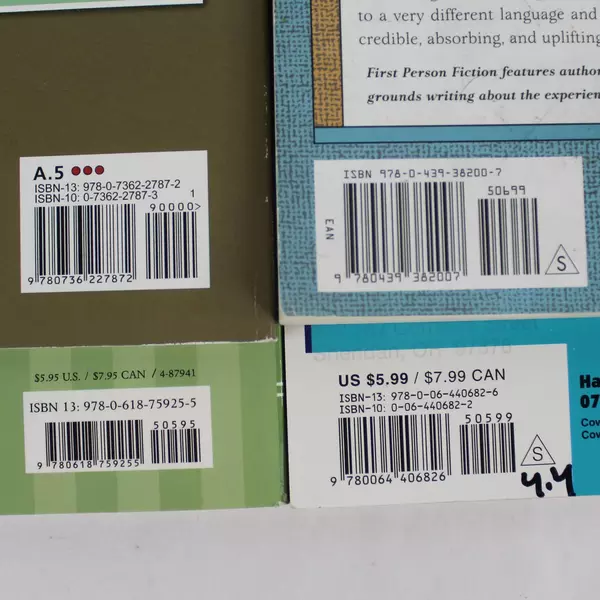 to a very different language and
credible, absorbing, and uplifting
First Person Fiction features autho
grounds writing about the experien
A.5
ISBN-13: 978-0-7362-2787-2
ISBN-10: 0-7362-2787-3
1
90000>
9 780736 227872
ISBN 978-0-439-38200-7
50699
EAN
9 780439 382007
S
$5.95 U.S. / $7.95 CAN / 4-87941
ISBN 13: 978-0-618-75925-5
50595
9 780618 759255
US $5.99 / $7.99 CAN
ISBN-13: 978-0-06-440682-6
ISBN-10: 0-06-440682-2
50599
9 780064 406826
S
4.4
Ha
07
Cov
Cov